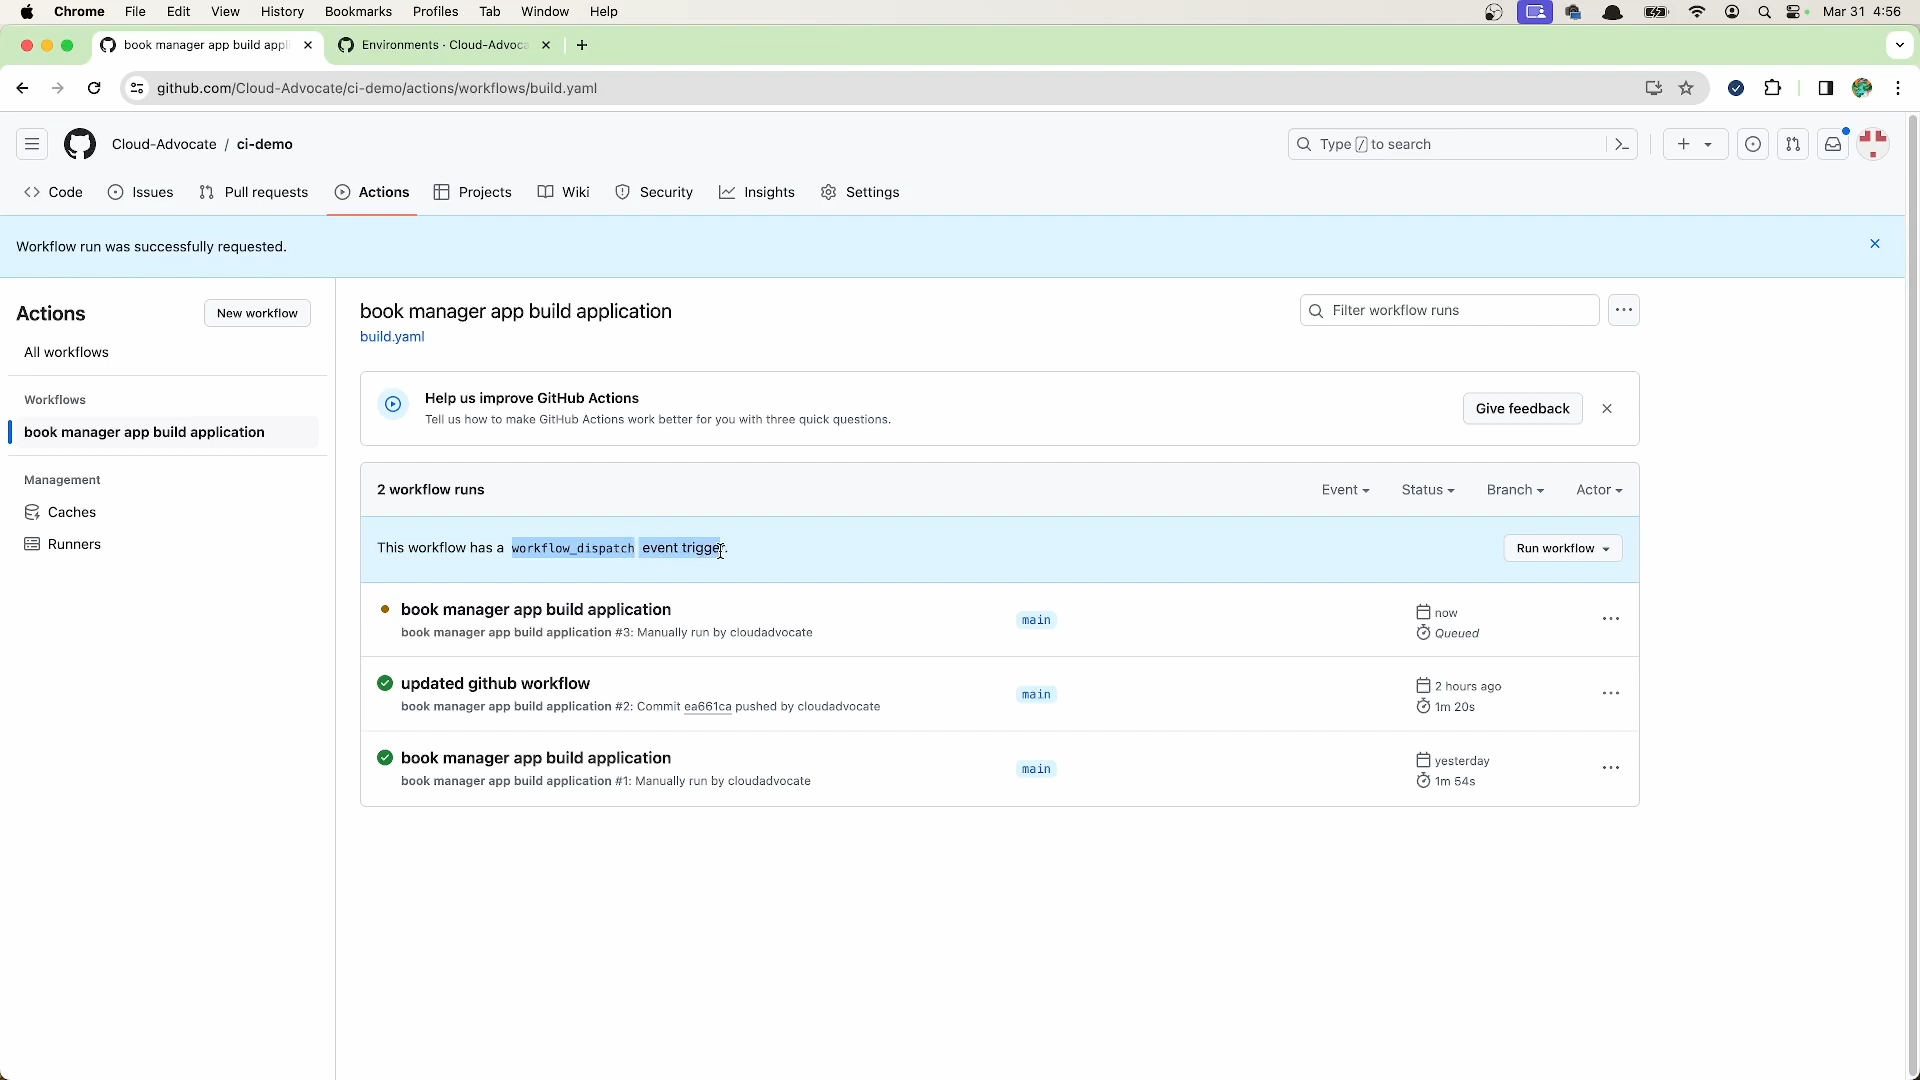 Chrome File Edit View History Bookmarks Profiles Tab Window Help Mar 31 4:56
book manager app build appl Environments · Cloud-Advoca
github.com/Cloud-Advocate/ci-demo/actions/workflows/build.yaml
Cloud-Advocate / ci-demo Type / to search
Code Issues Pull requests Actions Projects Wiki Security Insights Settings
Workflow run was successfully requested.
Actions New workflow
All workflows
Workflows
book manager app build application
Management
Caches
Runners
book manager app build application Filter workflow runs
build.yaml
Help us improve GitHub Actions
Tell us how to make GitHub Actions work better for you with three quick questions.
Give feedback
2 workflow runs Event Status Branch Actor
This workflow has a workflow_dispatch event trigger. Run workflow
book manager app build application
book manager app build application #3: Manually run by cloudadvocate
main
now
Queued
updated github workflow
book manager app build application #2: Commit ea661ca pushed by cloudadvocate
main
2 hours ago
1m 20s
book manager app build application
book manager app build application #1: Manually run by cloudadvocate
main
yesterday
1m 54s